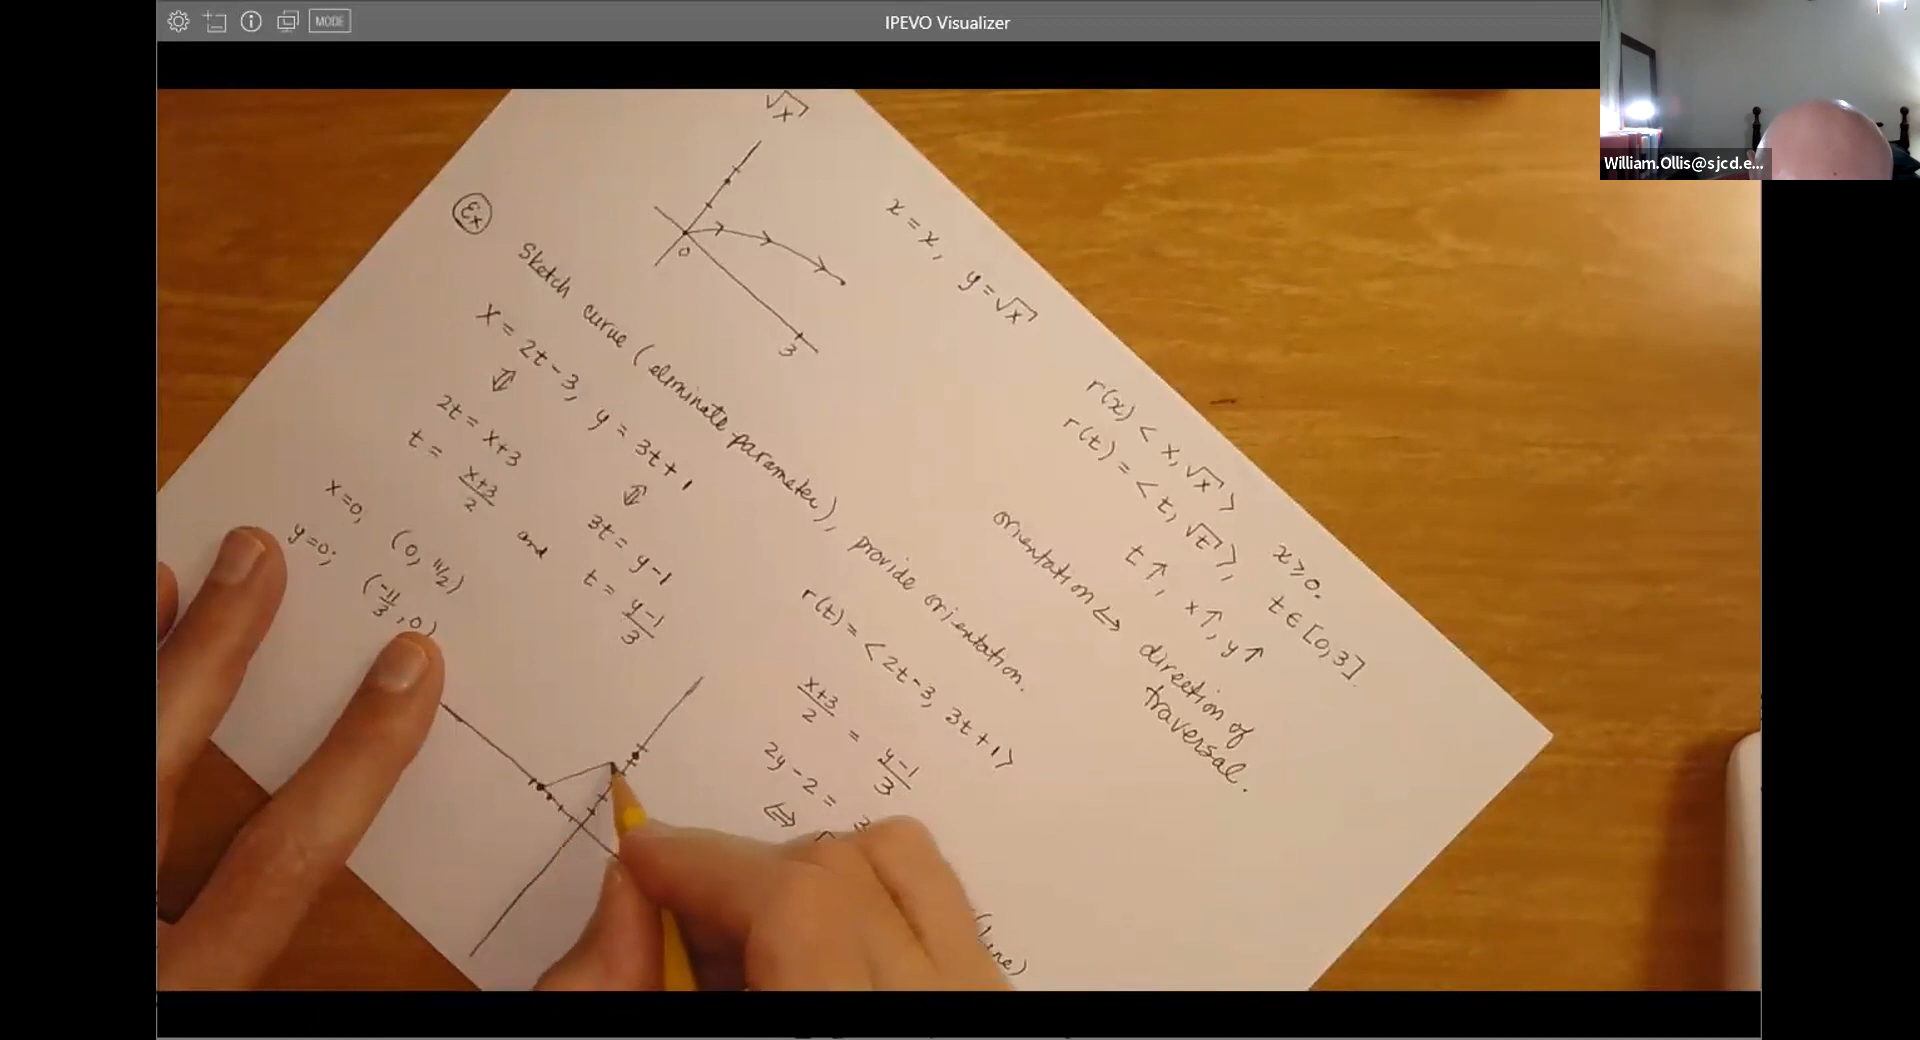 MODE
IPEVO Visualizer
William.Ollis@sjcd.e...
√x
0
3
x = x, y = √x
r(x) < x, √x >
x ≥ 0.
r(t) = < t, √t >, t ∈ [0,3].
t ↑, x ↑, y ↑
orientation ⇔ direction of
traversal.
Ex
Sketch curve (eliminate parameter), provide orientation.
x = 2t - 3, y = 3t + 1
r(t) = < 2t - 3, 3t + 1 >
⇕ ⇕
2t = x+3
3t = y - 1
t = x+3/2 and t = y-1/3
x+3/2 = y-1/3
2y - 2 = 3
⇔
x=0, (0, 11/2)
y=0; (-11/3, 0)
line)